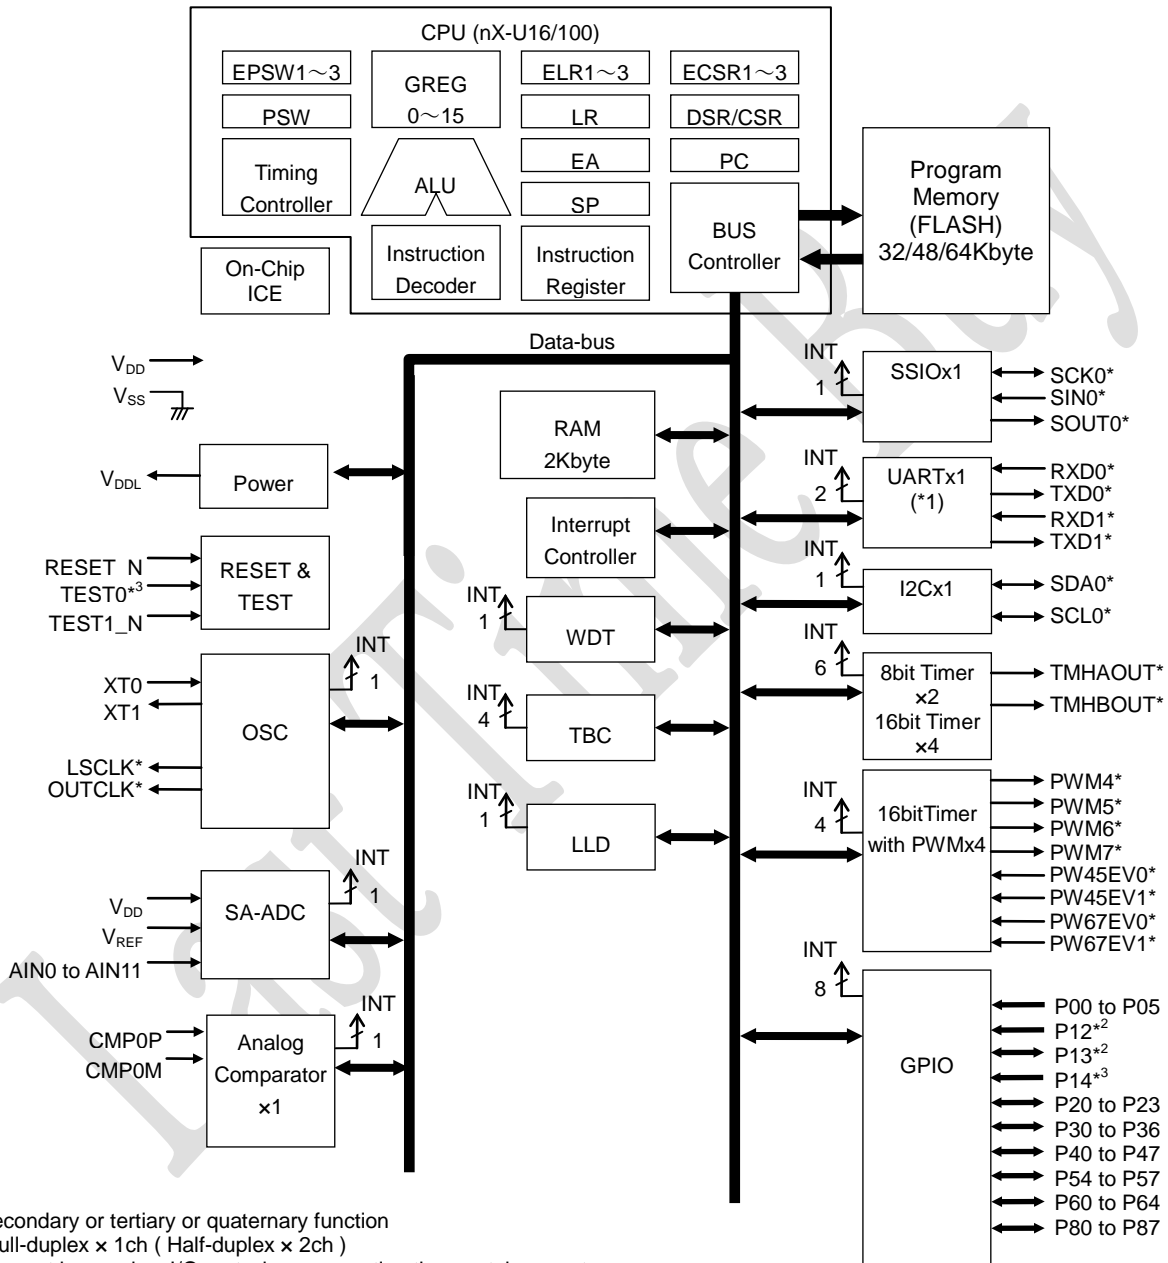 CPU (nX-U16/100)
EPSW1～3
GREG
0～15
ELR1～3
ECSR1～3
PSW
LR
DSR/CSR
Timing
Controller
ALU
EA
PC
SP
BUS
Controller
Program
Memory
(FLASH)
32/48/64Kbyte
On-Chip
ICE
Instruction
Decoder
Instruction
Register
Data-bus
VDD
VSS
VDDL
Power
RESET_N
TEST0*3
TEST1_N
RESET &
TEST
INT
1
XT0
XT1
LSCLK*
OUTCLK*
OSC
INT
1
VDD
VREF
AIN0 to AIN11
SA-ADC
INT
1
CMP0P
CMP0M
Analog
Comparator
×1
RAM
2Kbyte
Interrupt
Controller
INT
1
WDT
INT
4
TBC
INT
1
LLD
INT
1
SSIOx1
SCK0*
SIN0*
SOUT0*
INT
2
UARTx1
(*1)
RXD0*
TXD0*
RXD1*
TXD1*
INT
1
I2Cx1
SDA0*
SCL0*
INT
6
8bit Timer
×2
16bit Timer
×4
TMHAOUT*
TMHBOUT*
INT
4
16bitTimer
with PWMx4
PWM4*
PWM5*
PWM6*
PWM7*
PW45EV0*
PW45EV1*
PW67EV0*
PW67EV1*
INT
8
GPIO
P00 to P05
P12*2
P13*2
P14*3
P20 to P23
P30 to P36
P40 to P47
P54 to P57
P60 to P64
P80 to P87
Last Time Buy
econdary or tertiary or quaternary function
ull-duplex × 1ch ( Half-duplex × 2ch )